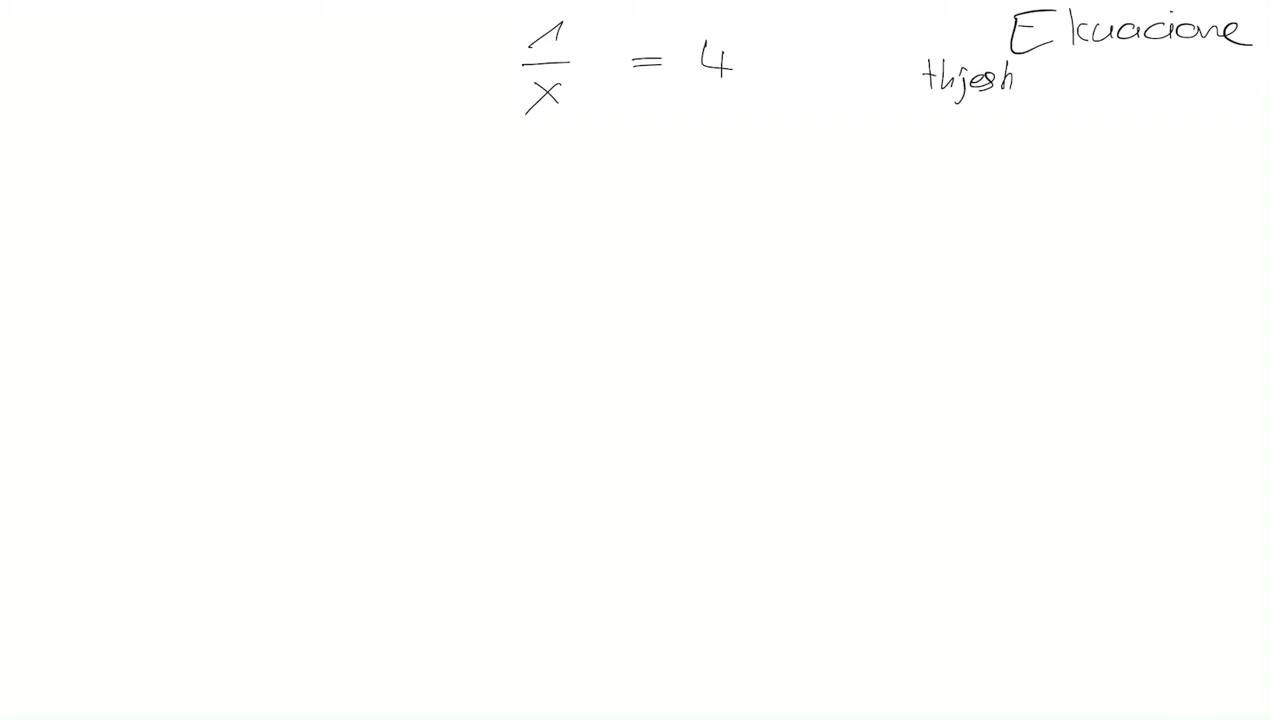 1/x = 4
Ekuacione
thjesh